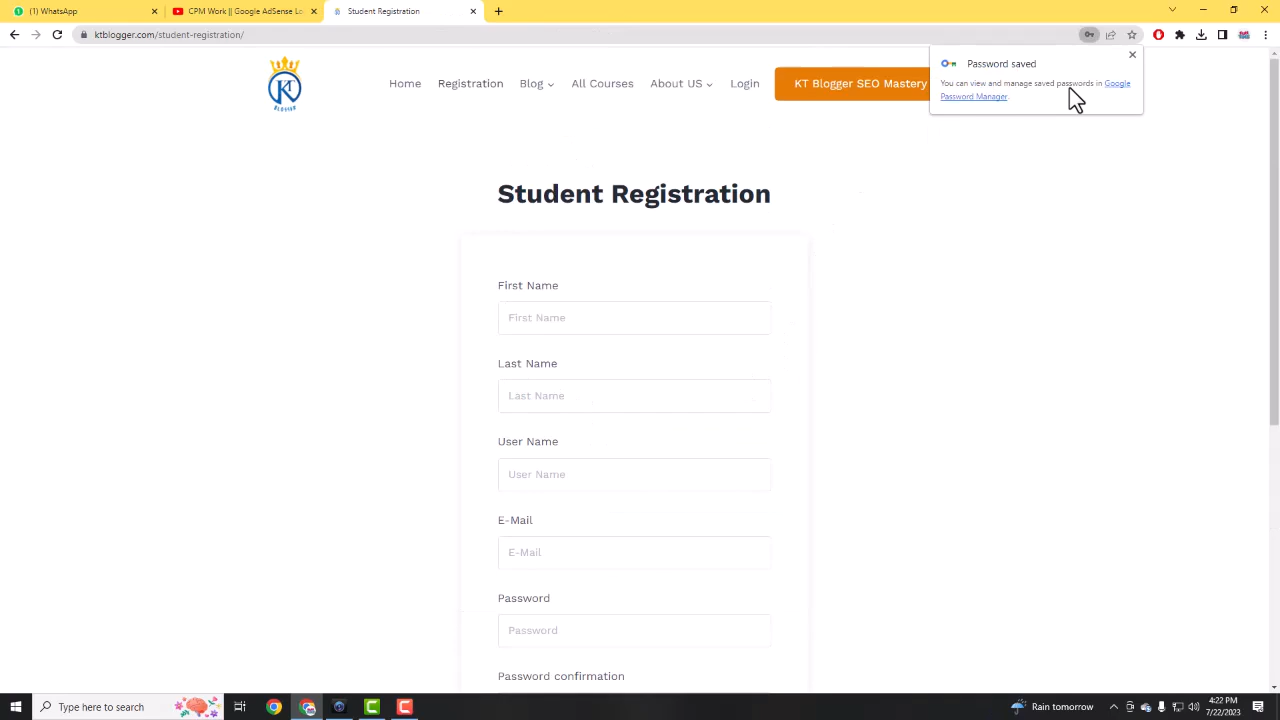 (1) WhatsApp
CPM Work || Google AdSense Lo
Student Registration
ktblogger.com/student-registration/
KT
BLOGGER
Home
Registration
Blog
All Courses
About US
Login
KT Blogger SEO Mastery
Password saved
You can view and manage saved passwords in Google
Password Manager.
Student Registration
First Name
First Name
Last Name
Last Name
User Name
User Name
E-Mail
E-Mail
Password
Password
Password confirmation
Type here to search
Rain tomorrow
4:22 PM
7/22/2023